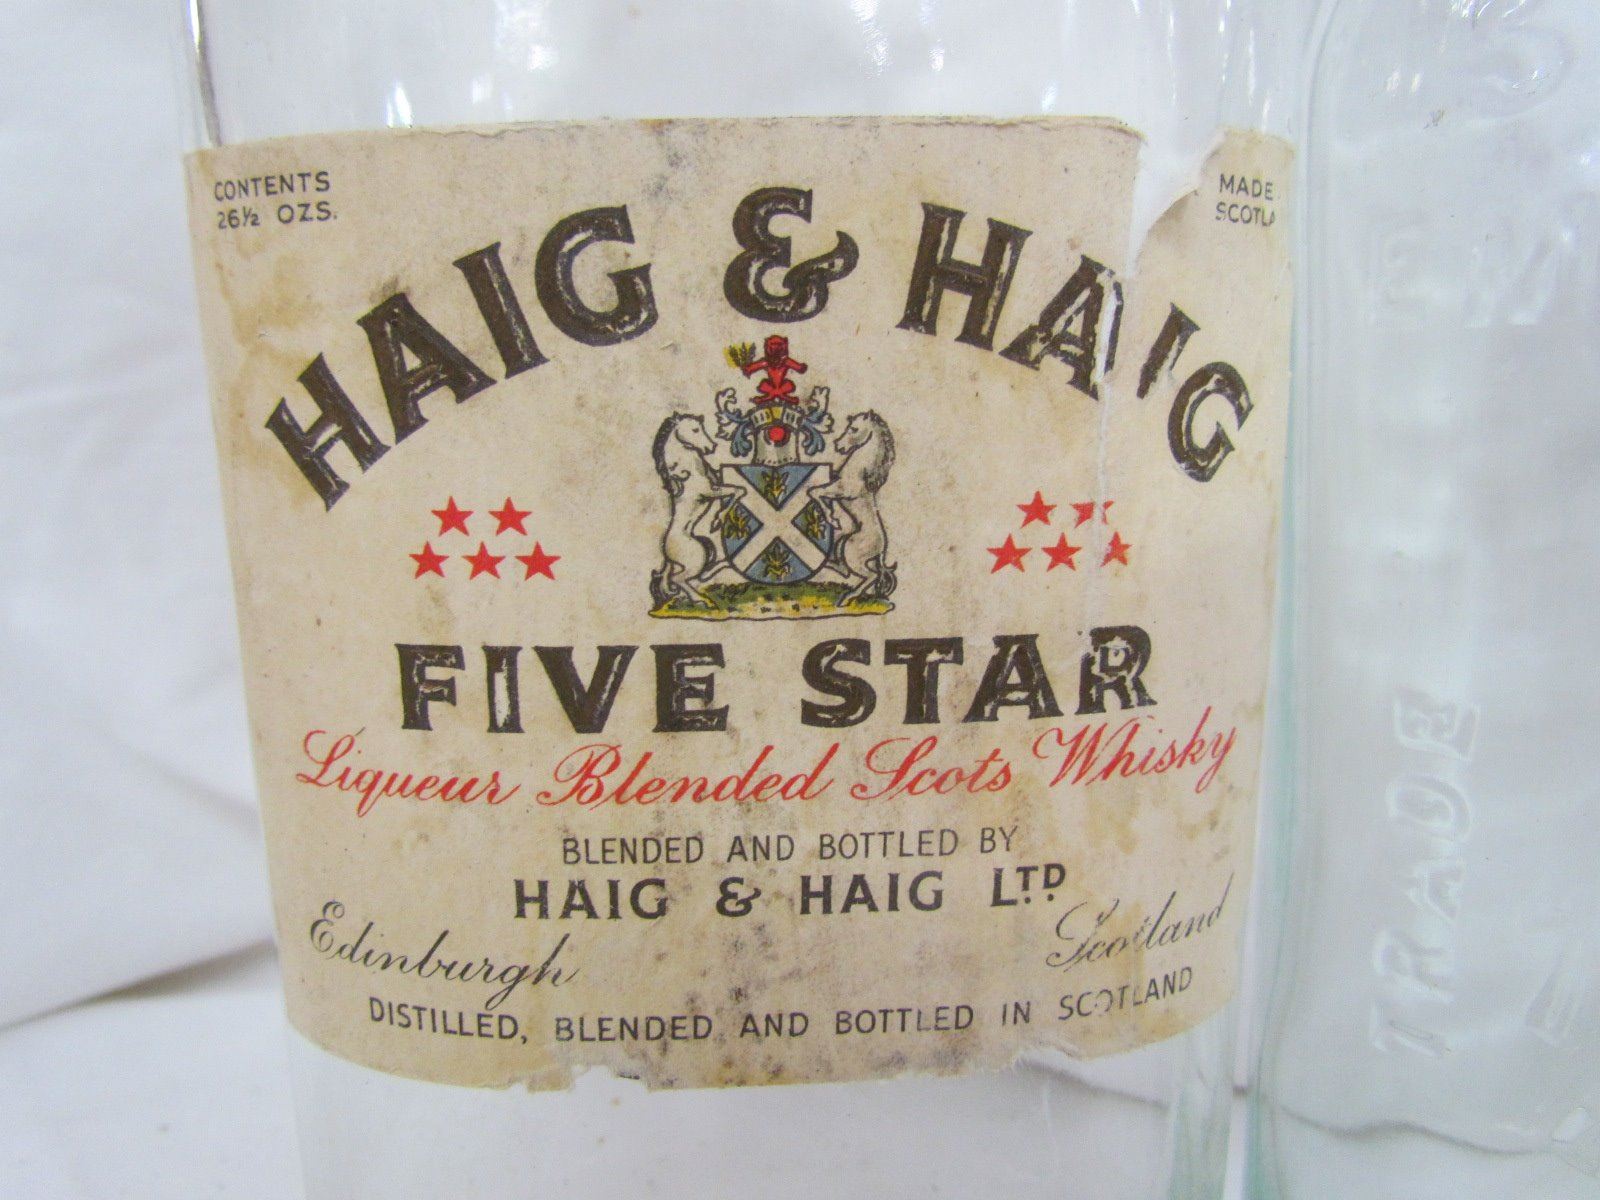 CONTENTS
26½ OZS.
MADE
HAIG & HAIG
FIVE STAR
Liqueur Blended Scots Whisky
BLENDED AND BOTTLED BY
HAIG & HAIG LTD
Edinburgh Scotland
DISTILLED, BLENDED AND BOTTLED IN SCOTLAND
TRADE